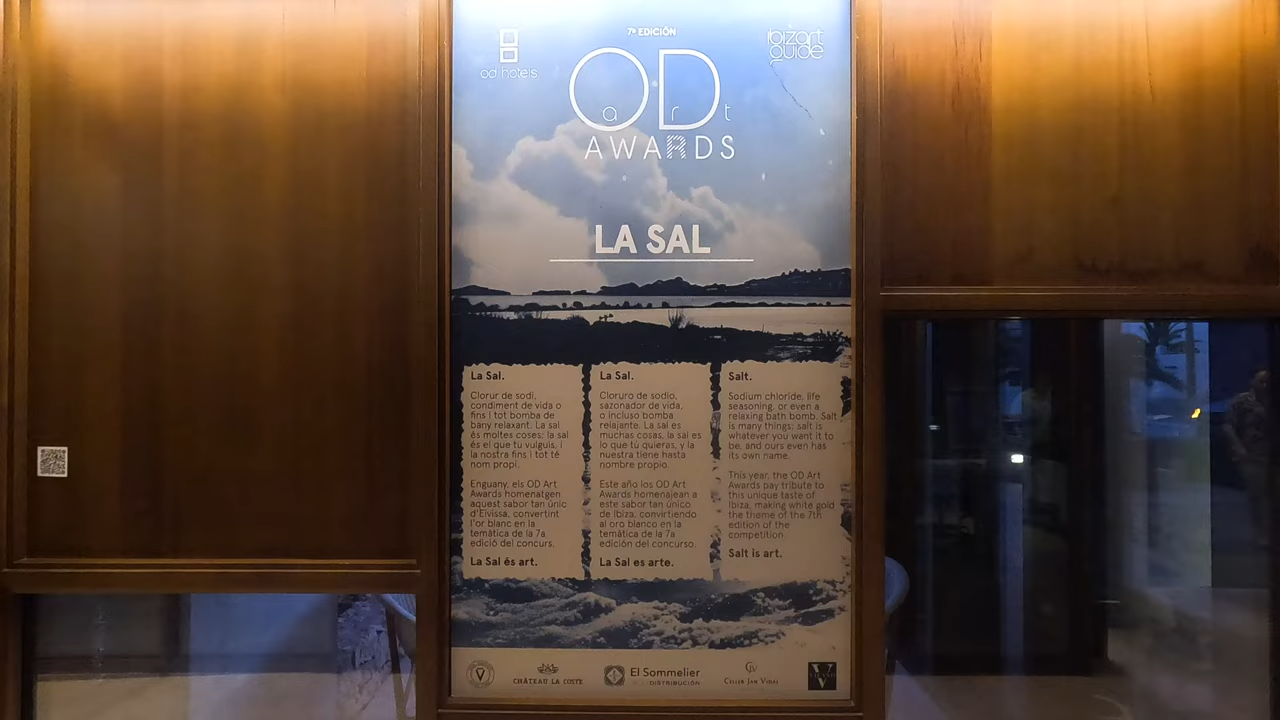 7ª EDICIÓN
od hotels
ibizart
guide
OD
art
AWARDS
LA SAL
La Sal.
Clorur de sodi,
condiment de vida o
fins i tot bomba de
bany relaxant. La sal
és moltes coses: la sal
és el que tu vulguis, i
la nostra fins i tot té
nom propi.
Enguany, els OD Art
Awards homenatgen
aquest sabor tan únic
d'Eivissa, convertint
l'or blanc en la
temàtica de la 7a
edició del concurs.
La Sal és art.
La Sal.
Cloruro de sodio,
sazonador de vida,
o incluso bomba
relajante. La sal es
muchas cosas, la sal es
lo que tú quieras, y la
nuestra tiene hasta
nombre propio.
Este año los OD Art
Awards homenajean a
este sabor tan único
de Ibiza, convirtiendo
al oro blanco en la
temática de la 7a
edición del concurso.
La Sal es arte.
Salt.
Sodium chloride, life
seasoning, or even a
relaxing bath bomb. Salt
is many things: salt is
whatever you want it to
be, and ours even has
its own name.
This year, the OD Art
Awards pay tribute to
this unique taste of
Ibiza, making white gold
the theme of the 7th
edition of the
competition.
Salt is art.
V
CHÂTEAU LA COSTE
El Sommelier
DISTRIBUCIÓN
CJV
CELLER JAN VIDAL
V